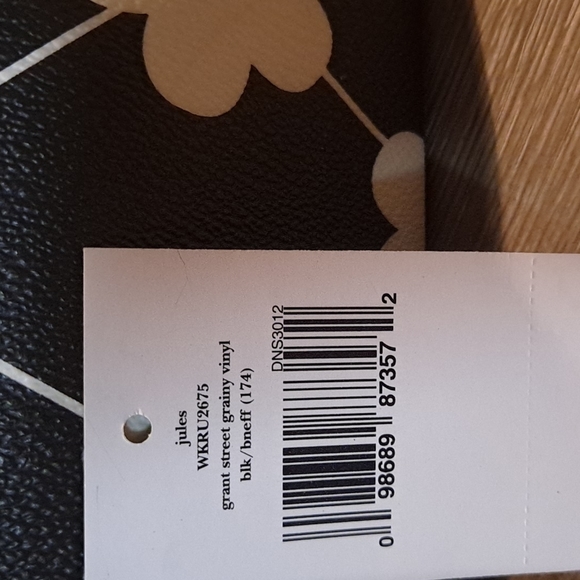 jules
WKRU2675
grant street grainy vinyl
blk/bneff (174)
DNS3012
0 98689 87357 2